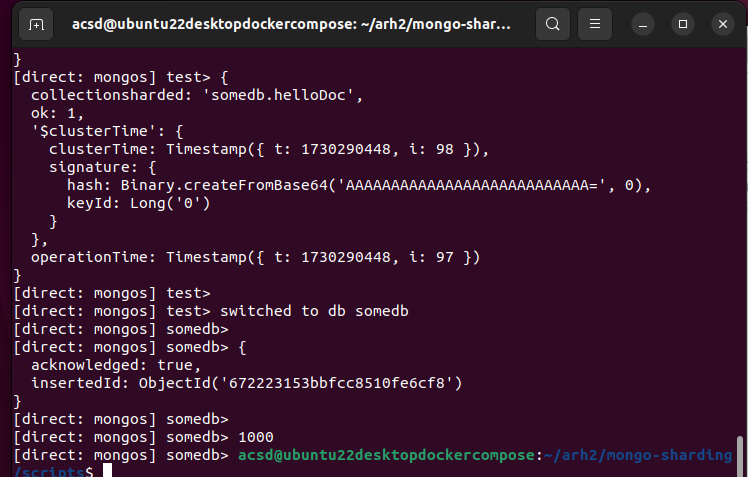 acsd@ubuntu22desktopdockercompose: ~/arh2/mongo-shar...
}
[direct: mongos] test> {
  collectionsharded: 'somedb.helloDoc',
  ok: 1,
  '$clusterTime': {
    clusterTime: Timestamp({ t: 1730290448, i: 98 }),
    signature: {
      hash: Binary.createFromBase64('AAAAAAAAAAAAAAAAAAAAAAAAAAA=', 0),
      keyId: Long('0')
    }
  },
  operationTime: Timestamp({ t: 1730290448, i: 97 })
}
[direct: mongos] test>
[direct: mongos] test> switched to db somedb
[direct: mongos] somedb>
[direct: mongos] somedb> {
  acknowledged: true,
  insertedId: ObjectId('672223153bbfcc8510fe6cf8')
}
[direct: mongos] somedb>
[direct: mongos] somedb> 1000
[direct: mongos] somedb> acsd@ubuntu22desktopdockercompose:~/arh2/mongo-sharding
/scripts$